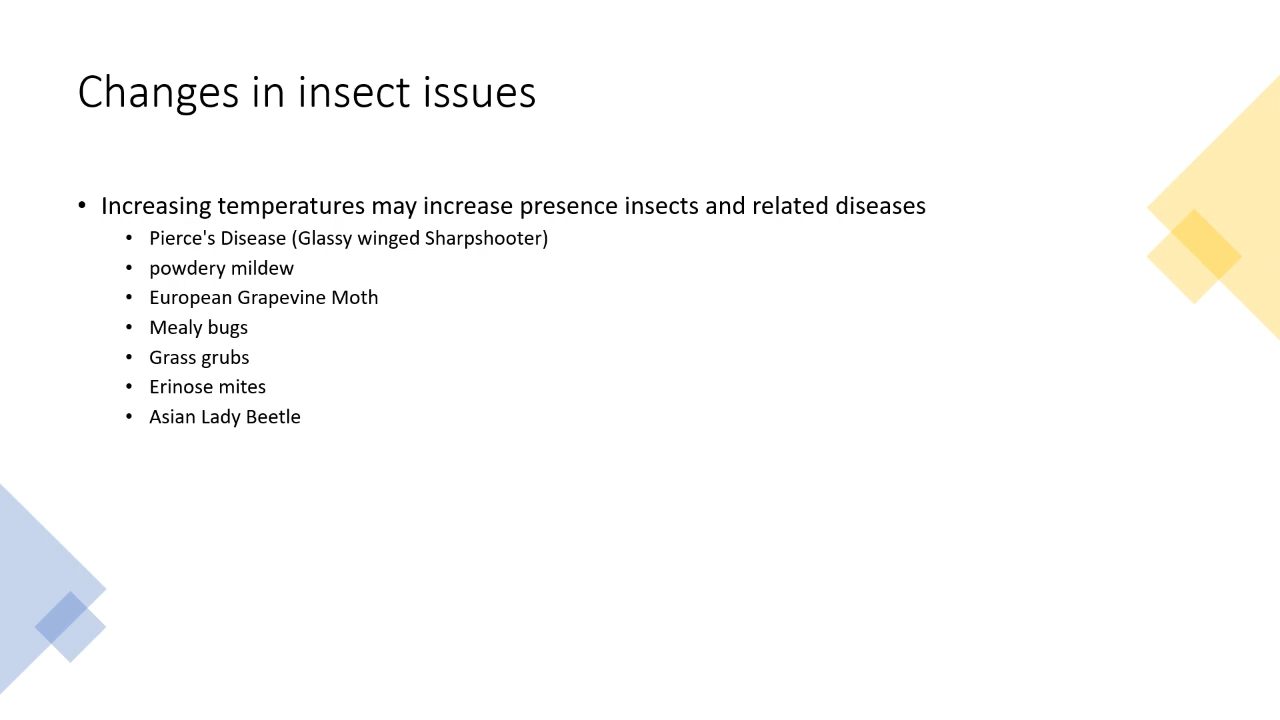 Changes in insect issues
• Increasing temperatures may increase presence insects and related diseases
• Pierce's Disease (Glassy winged Sharpshooter)
• powdery mildew
• European Grapevine Moth
• Mealy bugs
• Grass grubs
• Erinose mites
• Asian Lady Beetle